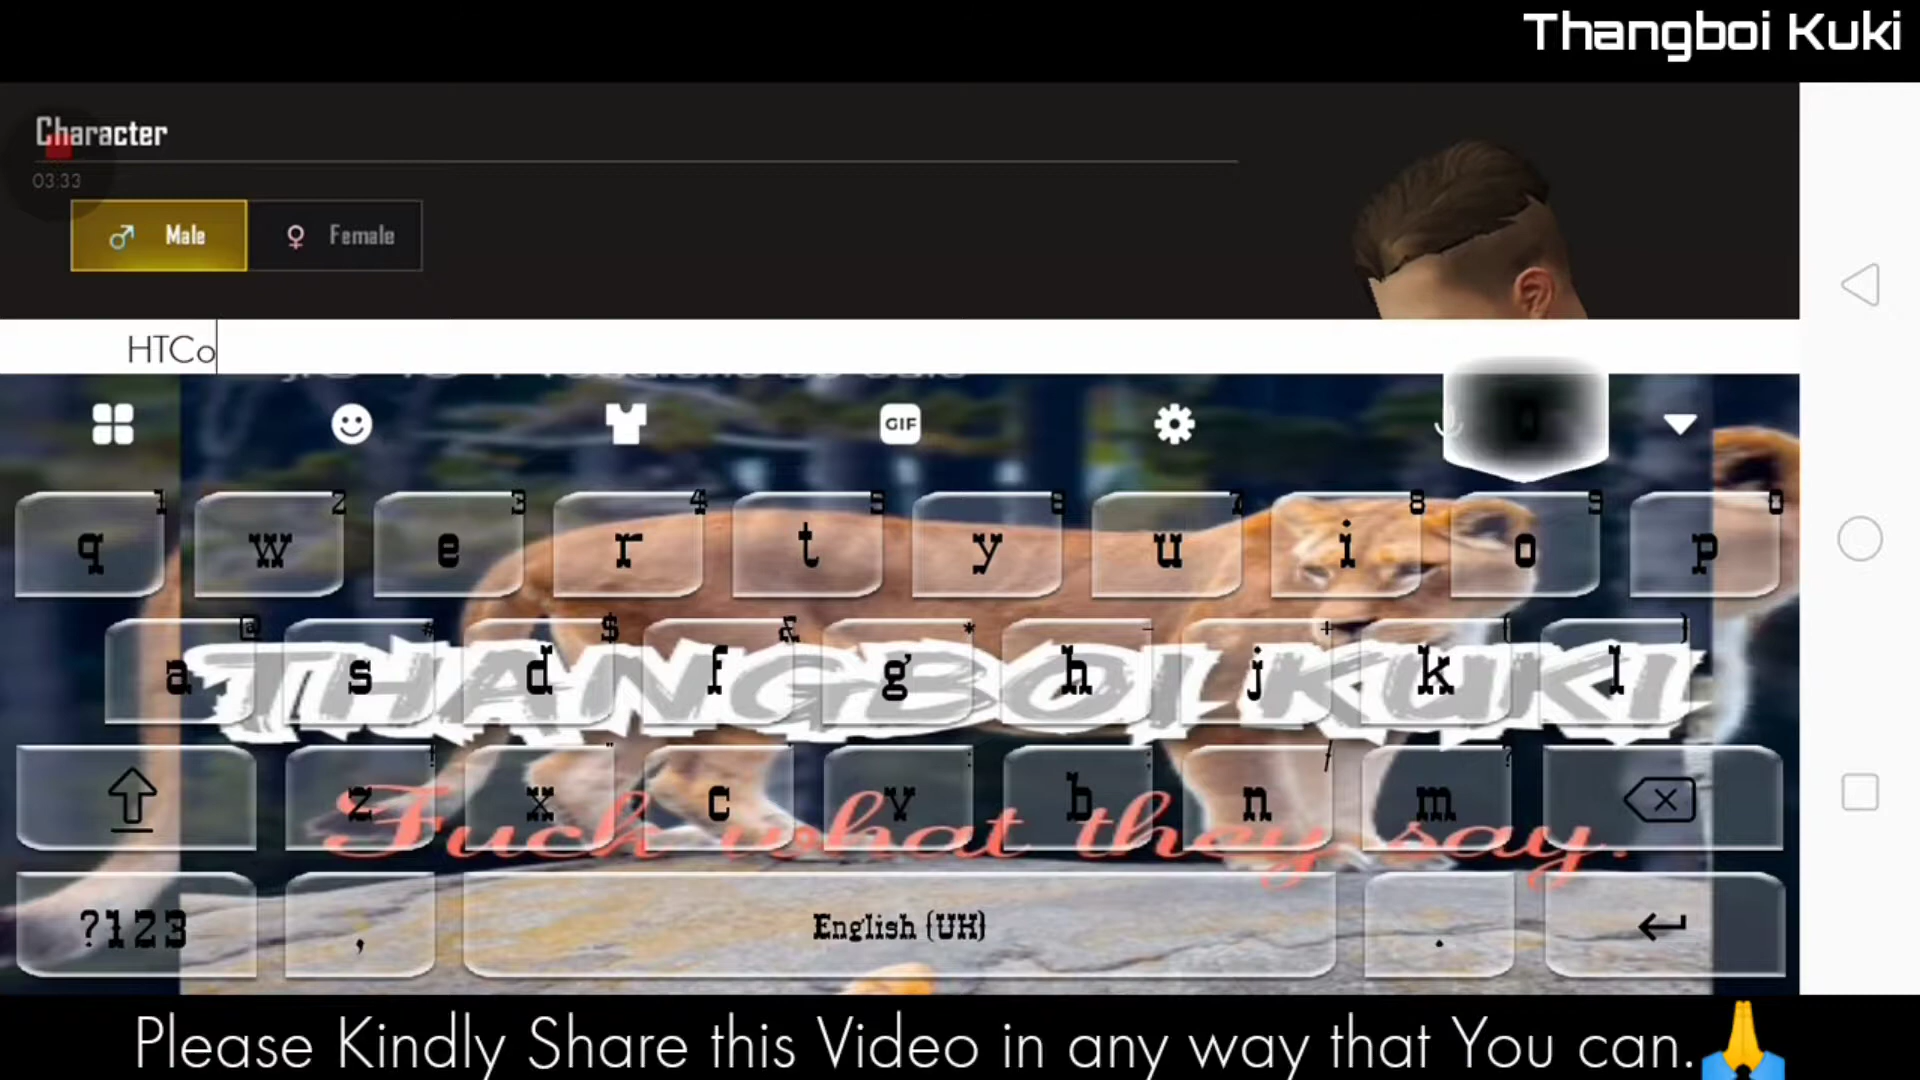 Thangboi Kuki
Character
03:33
Male Female
HTCo
GIF
1 2 3 4 5 6 7 8 9 0
q w e r t y u i o p
@ # $ £ * - + ( )
a s d f g h j k l
THANGBOI KUKI
! " ' : ; / ?
z x c v b n m
Fuck what they say.
?123 , English (UK) .
Please Kindly Share this Video in any way that You can.🙏